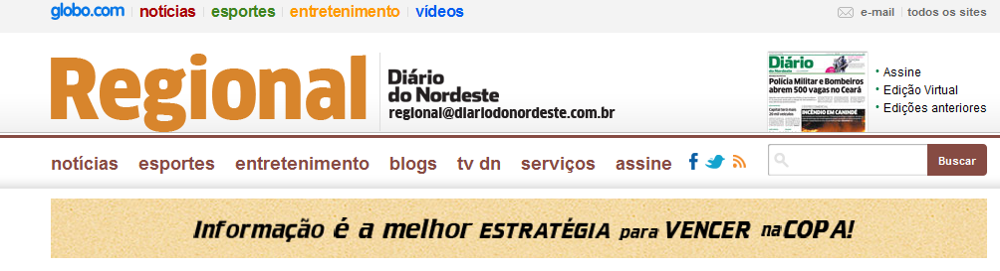 globo.com notícias esportes entretenimento vídeos e-mail todos os sites
Regional
Diário
do Nordeste
regional@diariodonordeste.com.br
Diário
do Nordeste
Polícia Militar e Bombeiros
abrem 500 vagas no Ceará
INCÊNDIO EM CAMINHÃO
Assine
Edição Virtual
Edições anteriores
notícias esportes entretenimento blogs tv dn serviços assine
Buscar
Informação é a melhor ESTRATÉGIA para VENCER na COPA!